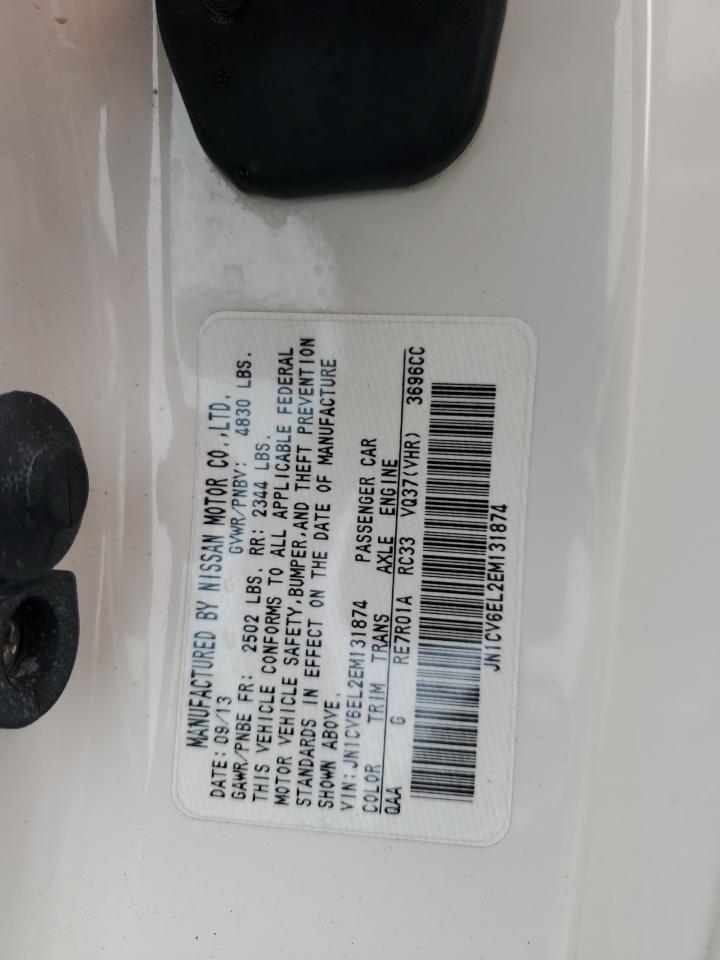 MANUFACTURED BY NISSAN MOTOR CO.,LTD.
DATE: 09/13 GVWR/PNBV: 4830 LBS.
GAWR/PNBE FR: 2502 LBS. RR: 2344 LBS.
THIS VEHICLE CONFORMS TO ALL APPLICABLE FEDERAL
MOTOR VEHICLE SAFETY,BUMPER,AND THEFT PREVENTION
STANDARDS IN EFFECT ON THE DATE OF MANUFACTURE
SHOWN ABOVE.
VIN:JN1CV6EL2EM131874 PASSENGER CAR
COLOR TRIM TRANS AXLE ENGINE
QAA G RE7R01A RC33 VQ37(VHR) 3696CC
JN1CV6EL2EM131874